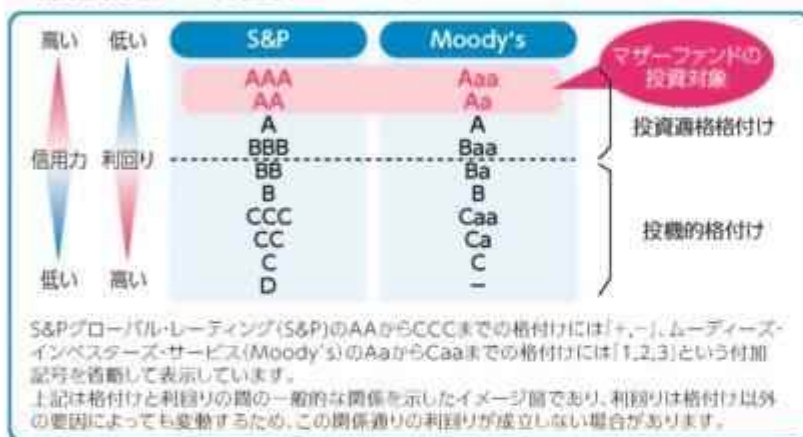 高い 低い S&P Moody's
マザーファンドの
投資対象
AAA Aaa
AA Aa
A A
投資適格格付け
BBB Baa
信用力 利回り
BB Ba
B B
CCC Caa
投機的格付け
CC Ca
C C
低い 高い
D −
S&Pグローバル・レーティング(S&P)のAAからCCCまでの格付けには「+,−」、ムーディーズ・
インベスターズ・サービス(Moody's)のAaからCaaまでの格付けには「1,2,3」という付加
記号を省略して表示しています。
上記は格付けと利回りの間の一般的な関係を示したイメージ図であり、利回りは格付け以外
の要因によっても変動するため、この関係通りの利回りが成立しない場合があります。